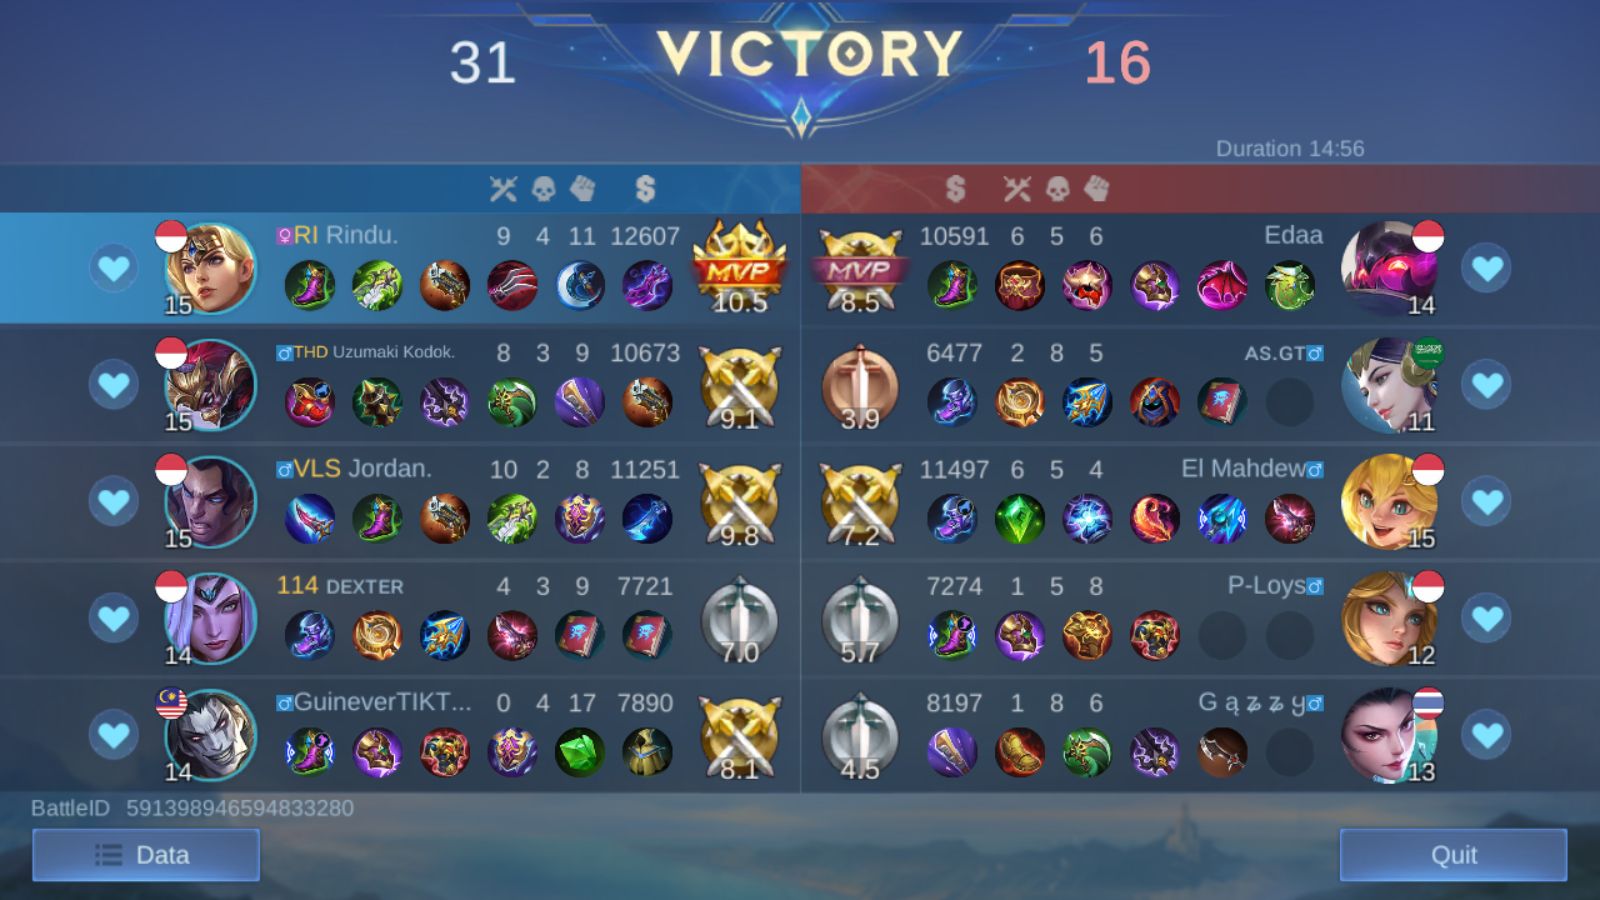 31 VICTORY 16
Duration 14:56
RI Rindu. 9 4 11 12607 MVP 10.5
15
MVP 8.5 10591 6 5 6 Edaa
14
THD Uzumaki Kodok. 8 3 9 10673 9.1
15
3.9 6477 2 8 5 AS.GT
11
VLS Jordan. 10 2 8 11251 9.8
15
7.2 11497 6 5 4 El Mahdew
15
114 DEXTER 4 3 9 7721 7.0
14
5.7 7274 1 5 8 P-Loys
12
GuineverTIKT... 0 4 17 7890 8.1
14
4.5 8197 1 8 6 G ą ʑ ʑ y
13
BattleID 591398946594833280
Data
Quit